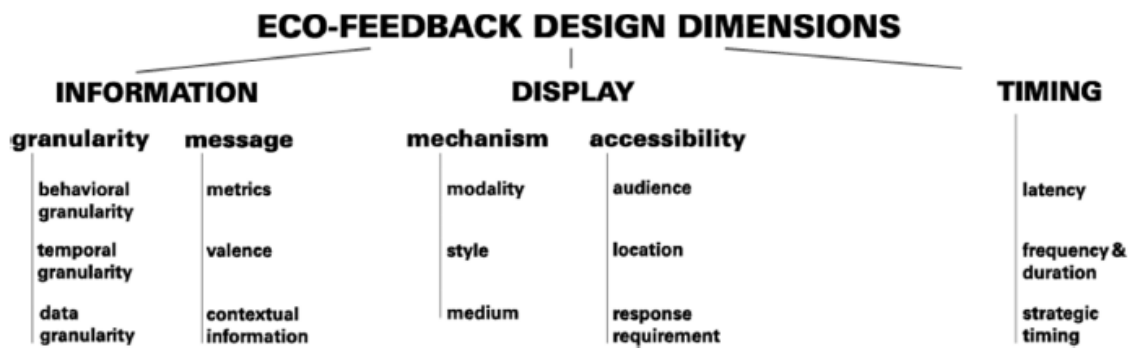 ECO-FEEDBACK DESIGN DIMENSIONS
INFORMATION
granularity
behavioral
granularity
temporal
granularity
data
granularity
message
metrics
valence
contextual
information
DISPLAY
mechanism
modality
style
medium
accessibility
audience
location
response
requirement
TIMING
latency
frequency &
duration
strategic
timing